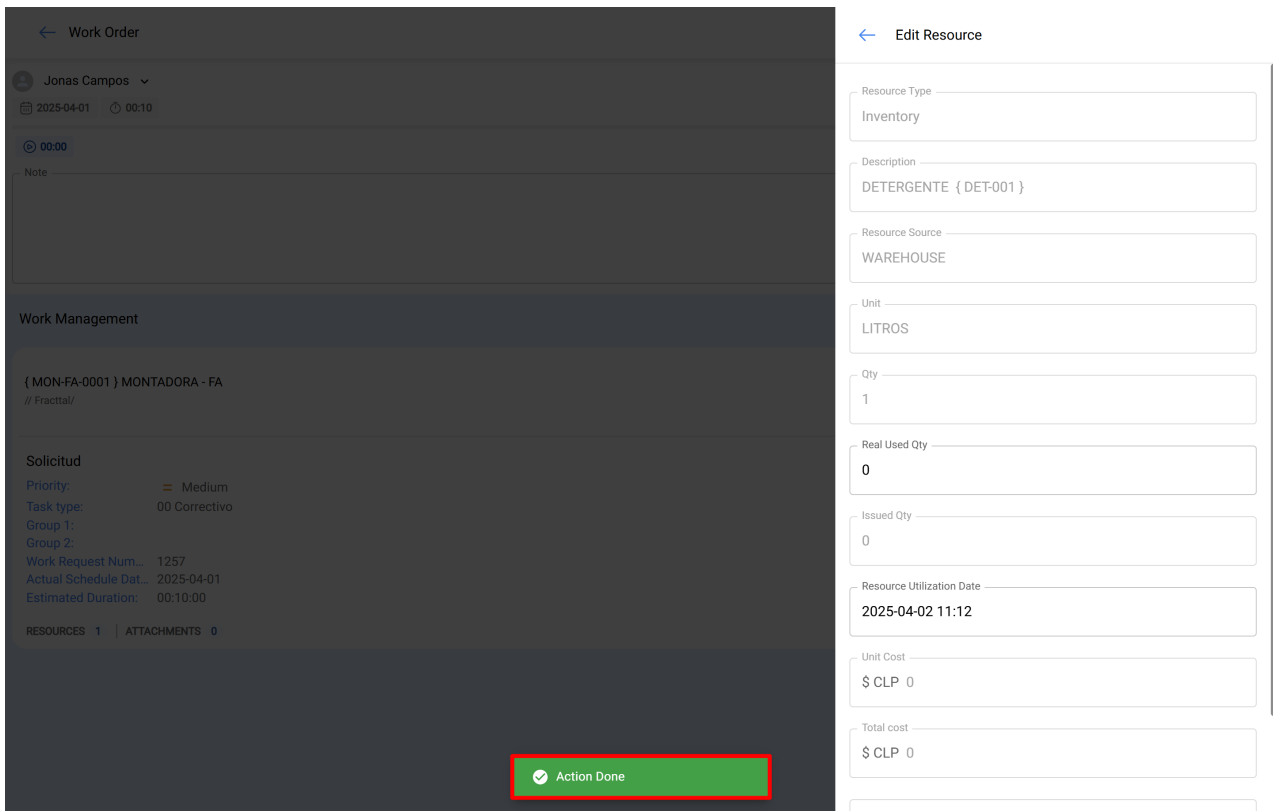 Work Order
Jonas Campos
2025-04-01 00:10
00:00
Note
Work Management
{ MON-FA-0001 } MONTADORA - FA
// Fracttal/
Solicitud
Priority: Medium
Task type: 00 Correctivo
Group 1:
Group 2:
Work Request Num... 1257
Actual Schedule Dat... 2025-04-01
Estimated Duration: 00:10:00
RESOURCES 1 | ATTACHMENTS 0
Action Done
Edit Resource
Resource Type
Inventory
Description
DETERGENTE { DET-001 }
Resource Source
WAREHOUSE
Unit
LITROS
Qty
1
Real Used Qty
0
Issued Qty
0
Resource Utilization Date
2025-04-02 11:12
Unit Cost
$ CLP 0
Total cost
$ CLP 0